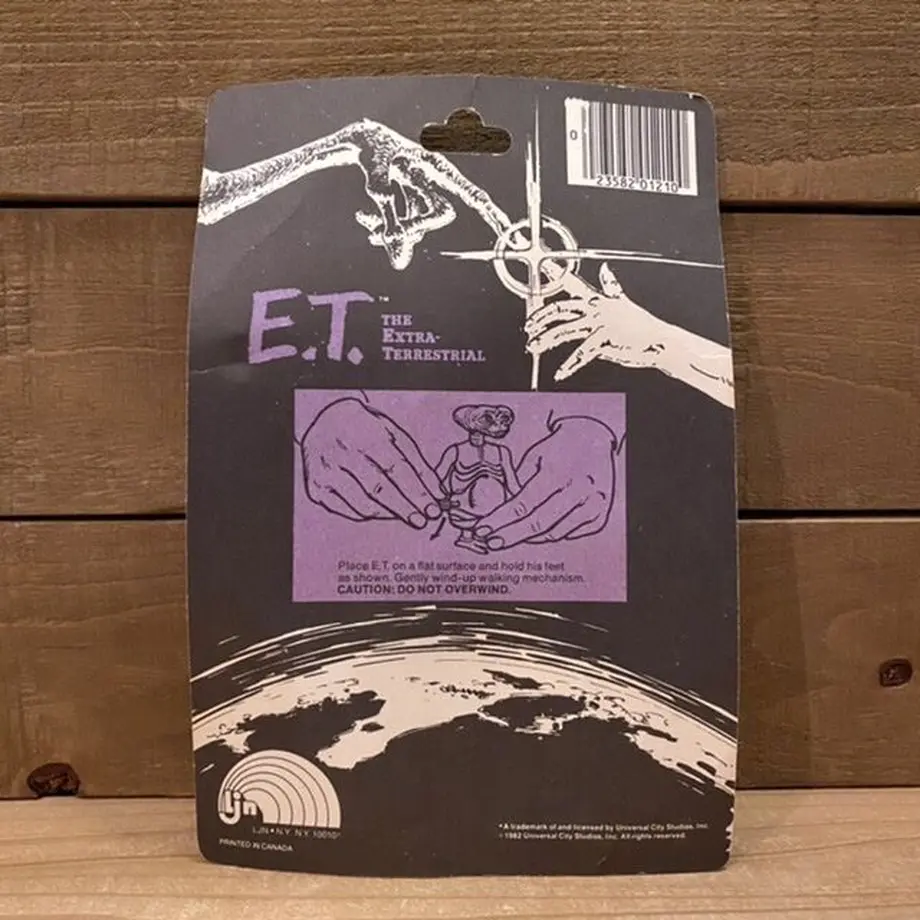 0
23582 01210
E.T.™
THE
EXTRA-
TERRESTRIAL
Place E.T. on a flat surface and hold his feet
as shown. Gently wind-up walking mechanism.
CAUTION: DO NOT OVERWIND.
ljn
LJN • N.Y. N.Y. 10010
PRINTED IN CANADA
*A trademark of and licensed by Universal City Studios, Inc.
©1982 Universal City Studios, Inc. All rights reserved.